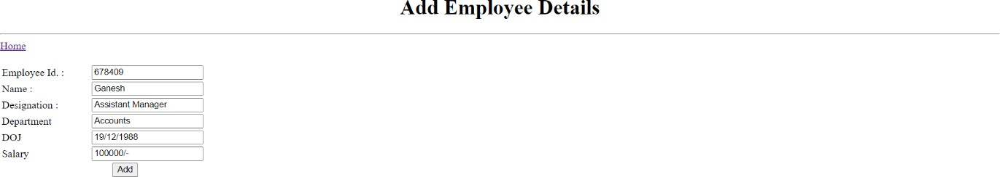 Add Employee Details
Home
Employee Id. : 678409
Name : Ganesh
Designation : Assistant Manager
Department Accounts
DOJ 19/12/1988
Salary 100000/-
Add